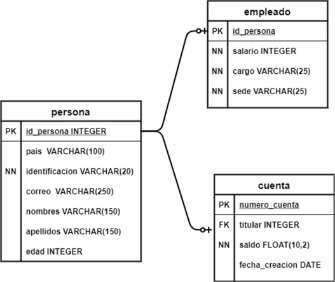 empleado
PK id_persona
NN salario INTEGER
NN cargo VARCHAR(25)
NN sede VARCHAR(25)
persona
PK id_persona INTEGER
pais VARCHAR(100)
NN identificacion VARCHAR(20)
correo VARCHAR(250)
nombres VARCHAR(150)
apellidos VARCHAR(150)
edad INTEGER
cuenta
PK numero_cuenta
FK titular INTEGER
NN saldo FLOAT(10,2)
fecha_creacion DATE